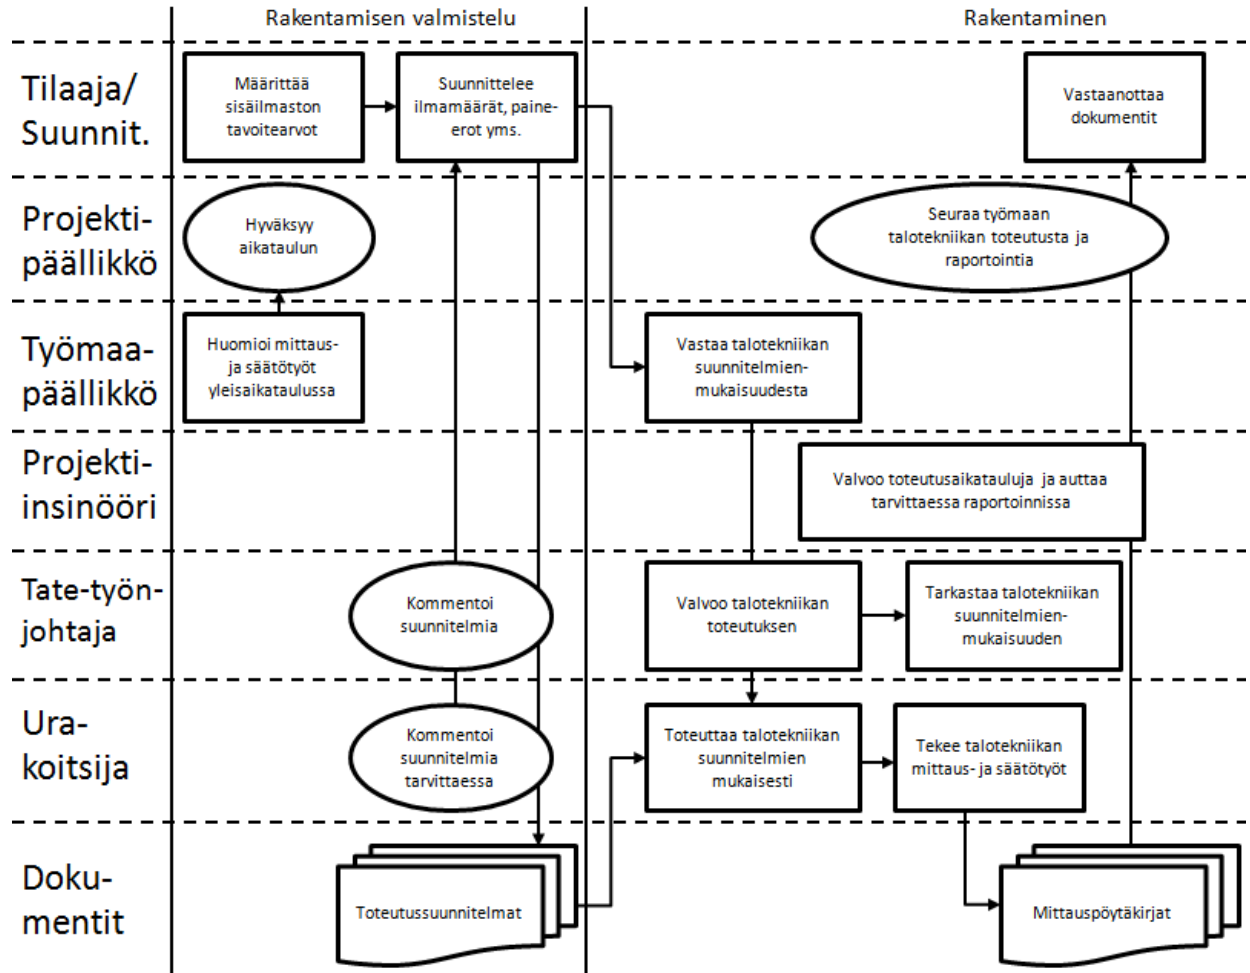 Rakentamisen valmistelu
Rakentaminen
Tilaaja/
Suunnit.
Määrittää
sisäilmaston
tavoitearvot
Suunnittelee
ilmamäärät, paine-
erot yms.
Vastaanottaa
dokumentit
Projekti-
päällikkö
Hyväksyy
aikataulun
Seuraa työmaan
talotekniikan toteutusta ja
raportointia
Työmaa-
päällikkö
Huomioi mittaus-
ja säätötyöt
yleisaikataulussa
Vastaa talotekniikan
suunnitelmien-
mukaisuudesta
Projekti-
insinööri
Valvoo toteutusaikatauluja ja auttaa
tarvittaessa raportoinnissa
Tate-työn-
johtaja
Kommentoi
suunnitelmia
Valvoo talotekniikan
toteutuksen
Tarkastaa talotekniikan
suunnitelmien-
mukaisuuden
Ura-
koitsija
Kommentoi
suunnitelmia
tarvittaessa
Toteuttaa talotekniikan
suunnitelmien
mukaisesti
Tekee talotekniikan
mittaus- ja säätötyöt
Doku-
mentit
Toteutussuunnitelmat
Mittauspöytäkirjat